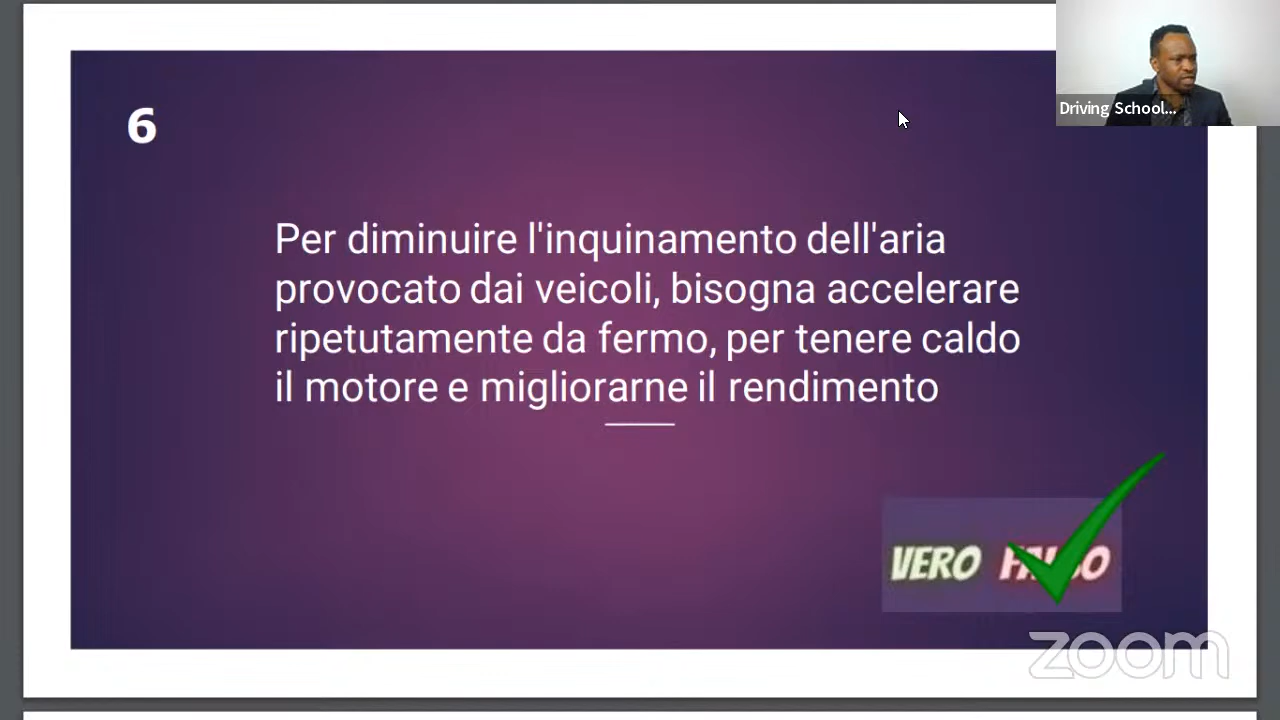 Driving School...
6
Per diminuire l'inquinamento dell'aria
provocato dai veicoli, bisogna accelerare
ripetutamente da fermo, per tenere caldo
il motore e migliorarne il rendimento
VERO FALSO
zoom